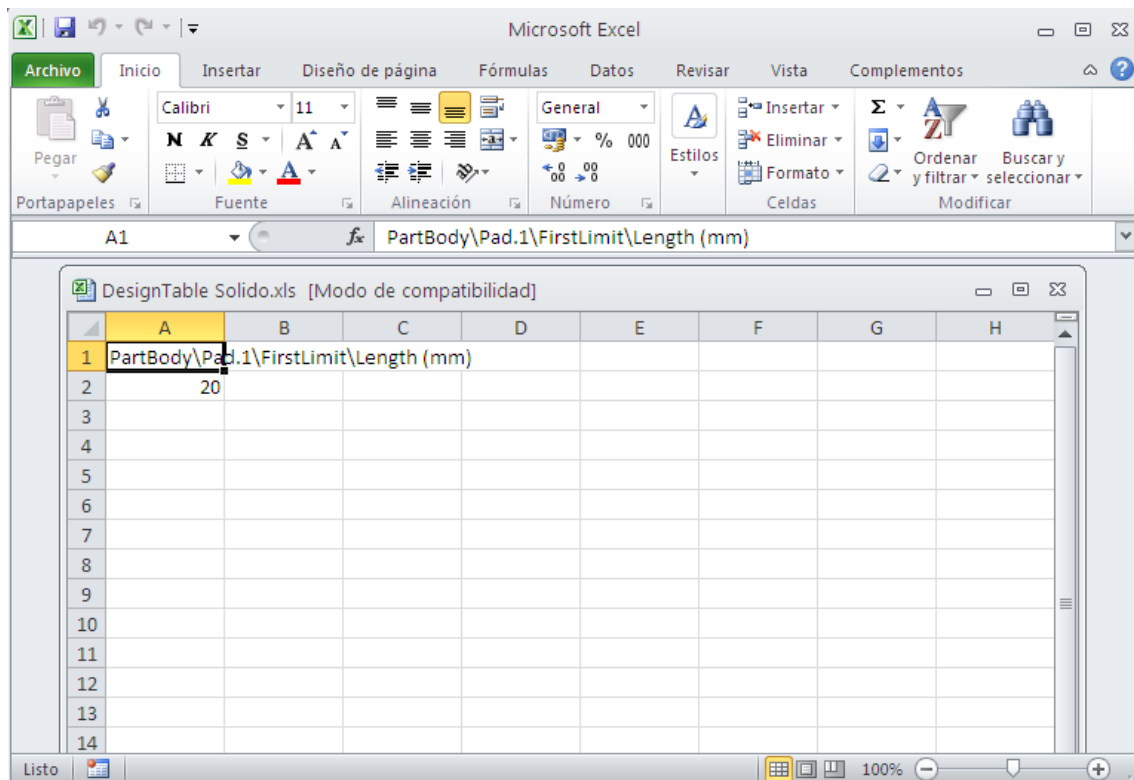 Microsoft Excel
Archivo Inicio Insertar Diseño de página Fórmulas Datos Revisar Vista Complementos
Calibri 11 General Insertar Σ
Pegar N K S A A % 000 Estilos Eliminar Ordenar y filtrar Buscar y seleccionar
A Formato
Portapapeles Fuente Alineación Número Celdas Modificar
A1 fx PartBody\Pad.1\FirstLimit\Length (mm)
DesignTable Solido.xls [Modo de compatibilidad]
A B C D E F G H
1 PartBody\Pad.1\FirstLimit\Length (mm)
2 20
3
4
5
6
7
8
9
10
11
12
13
14
Listo 100%